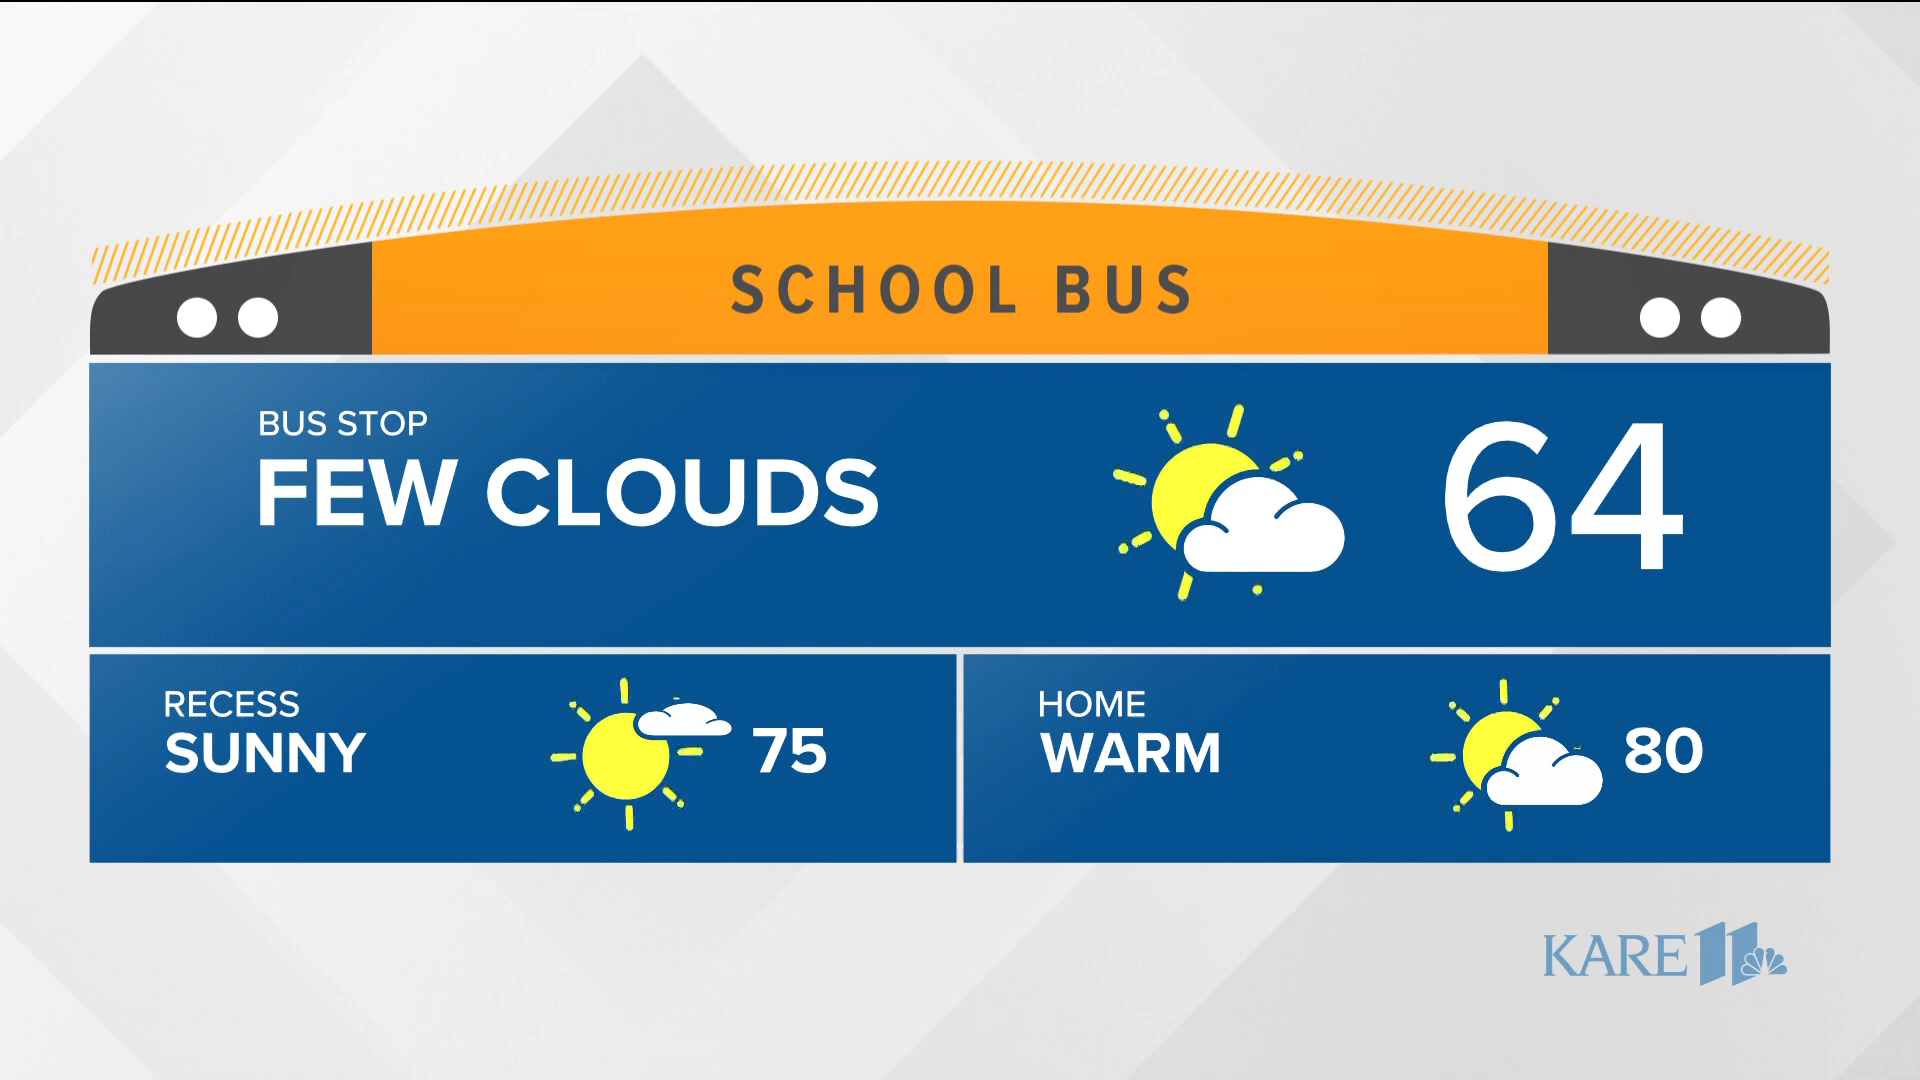 SCHOOL BUS
BUS STOP
FEW CLOUDS
64
RECESS
SUNNY
75
HOME
WARM
80
KARE 11